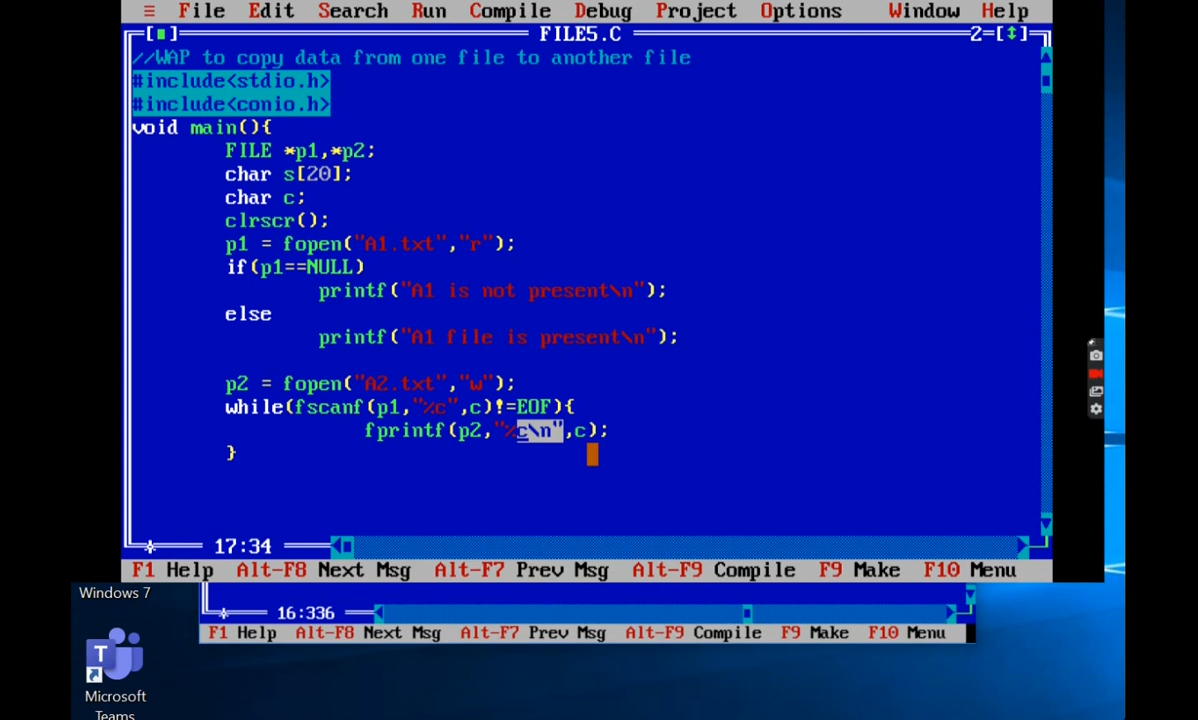 ≡ File Edit Search Run Compile Debug Project Options Window Help
FILE5.C 2=[↕]
//WAP to copy data from one file to another file
#include<stdio.h>
#include<conio.h>
void main(){
FILE *p1,*p2;
char s[20];
char c;
clrscr();
p1 = fopen("A1.txt","r");
if(p1==NULL)
printf("A1 is not present\n");
else
printf("A1 file is present\n");
p2 = fopen("A2.txt","w");
while(fscanf(p1,"%c",c)!=EOF){
fprintf(p2,"%c\n",c);
}
17:34
F1 Help Alt-F8 Next Msg Alt-F7 Prev Msg Alt-F9 Compile F9 Make F10 Menu
Windows 7
16:336
F1 Help Alt-F8 Next Msg Alt-F7 Prev Msg Alt-F9 Compile F9 Make F10 Menu
T
Microsoft
Teams